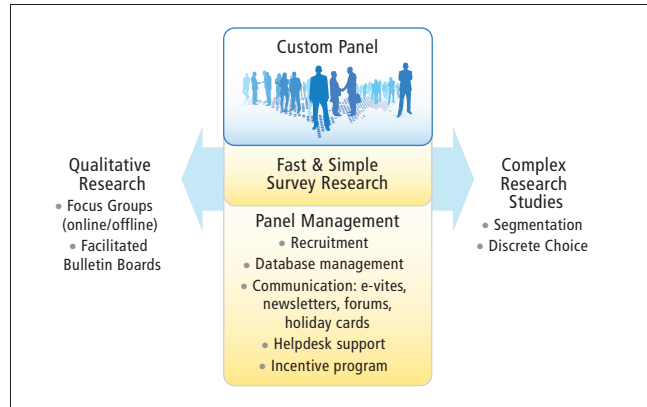 Custom Panel
Qualitative
Research
• Focus Groups
(online/offline)
• Facilitated
Bulletin Boards
Fast & Simple
Survey Research
Panel Management
• Recruitment
• Database management
• Communication: e-vites,
newsletters, forums,
holiday cards
• Helpdesk support
• Incentive program
Complex
Research
Studies
• Segmentation
• Discrete Choice